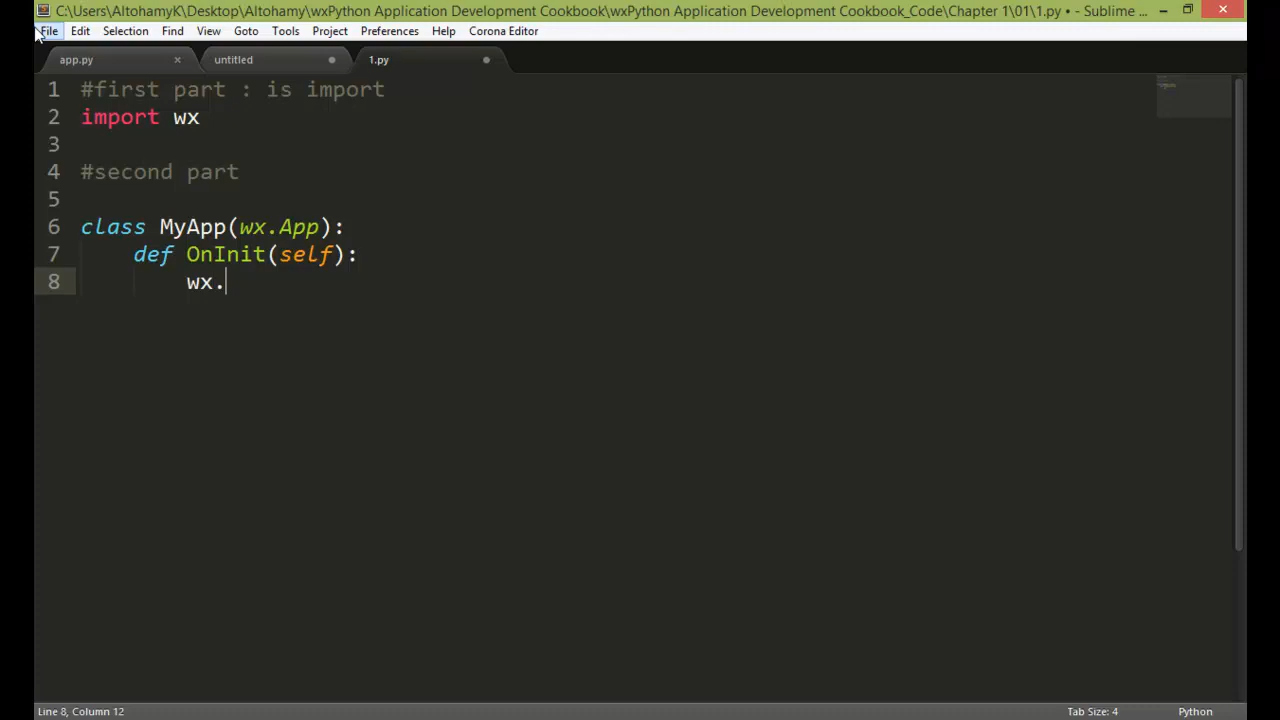 C:\Users\AltohamyK\Desktop\Altohamy\wxPython Application Development Cookbook\wxPython Application Development Cookbook_Code\Chapter 1\01\1.py • - Sublime ...
File Edit Selection Find View Goto Tools Project Preferences Help Corona Editor
app.py × untitled 1.py
1 #first part : is import
2 import wx
3
4 #second part
5
6 class MyApp(wx.App):
7 def OnInit(self):
8 wx.
Line 8, Column 12 Tab Size: 4 Python